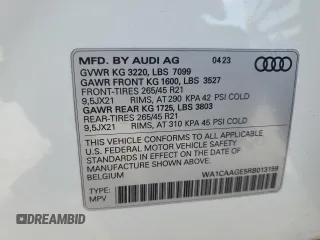 MFD. BY AUDI AG 04/23
GVWR KG 3220, LBS 7099
GAWR FRONT KG 1600, LBS 3527
FRONT-TIRES 265/45 R21
9,5JX21 RIMS, AT 290 KPA 42 PSI COLD
GAWR REAR KG 1725, LBS 3803
REAR-TIRES 265/45 R21
9,5JX21 RIMS, AT 310 KPA 45 PSI COLD
THIS VEHICLE CONFORMS TO ALL APPLICABLE
U.S. FEDERAL MOTOR VEHICLE SAFETY
STANDARDS IN EFFECT ON THE DATE OF
MANUFACTURE SHOWN ABOVE.
BELGIUM
TYPE:
MPV
WA1CAAGE5RB013199
WECAREBID.COM